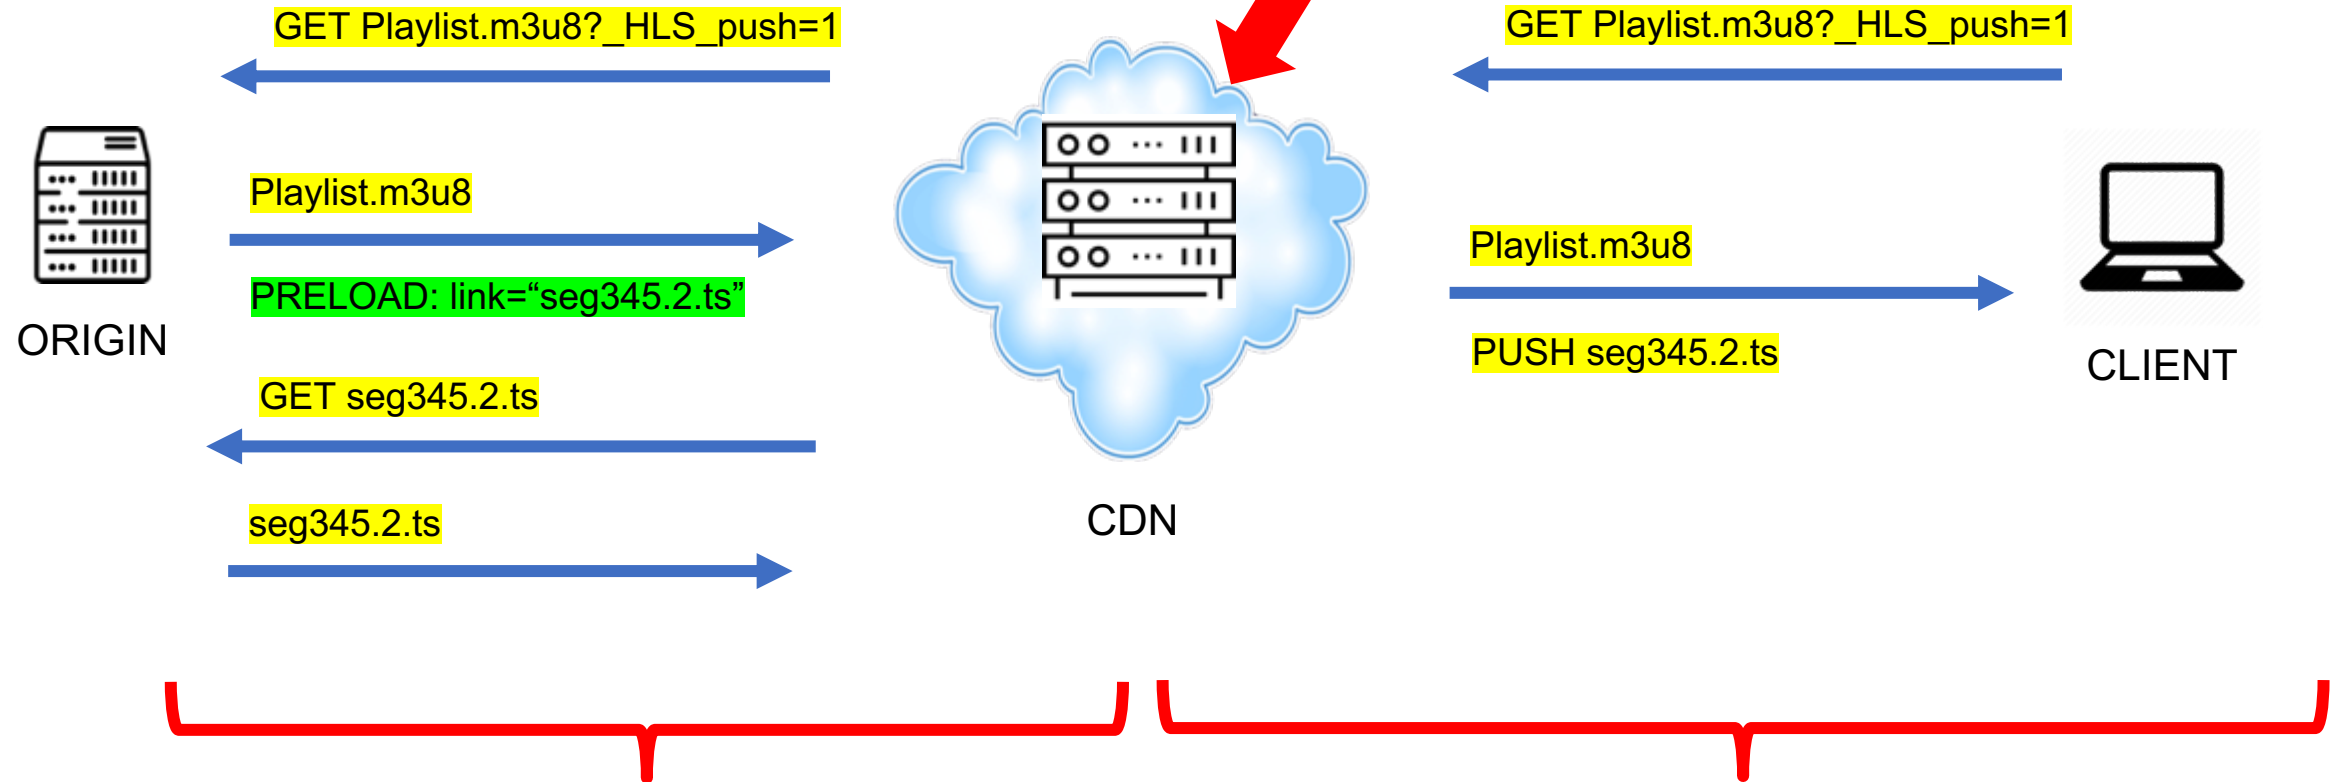 GET Playlist.m3u8?_HLS_push=1
GET Playlist.m3u8?_HLS_push=1
Playlist.m3u8
PRELOAD: link=“seg345.2.ts”
ORIGIN
GET seg345.2.ts
seg345.2.ts
CDN
Playlist.m3u8
PUSH seg345.2.ts
CLIENT